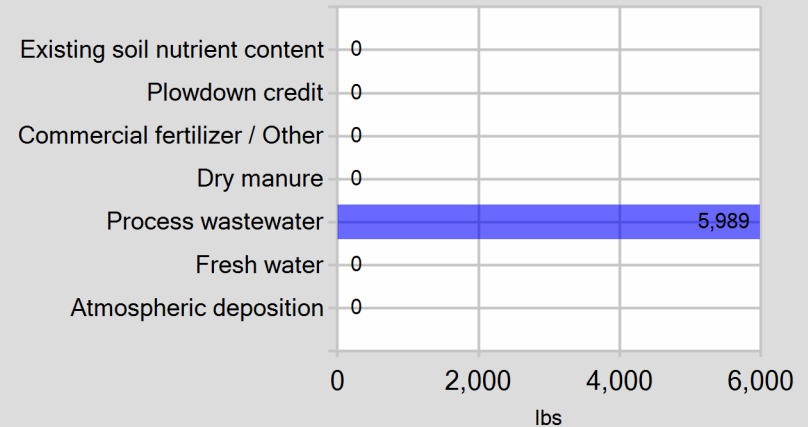 Existing soil nutrient content 0
Plowdown credit 0
Commercial fertilizer / Other 0
Dry manure 0
Process wastewater 5,989
Fresh water 0
Atmospheric deposition 0
0 2,000 4,000 6,000
lbs